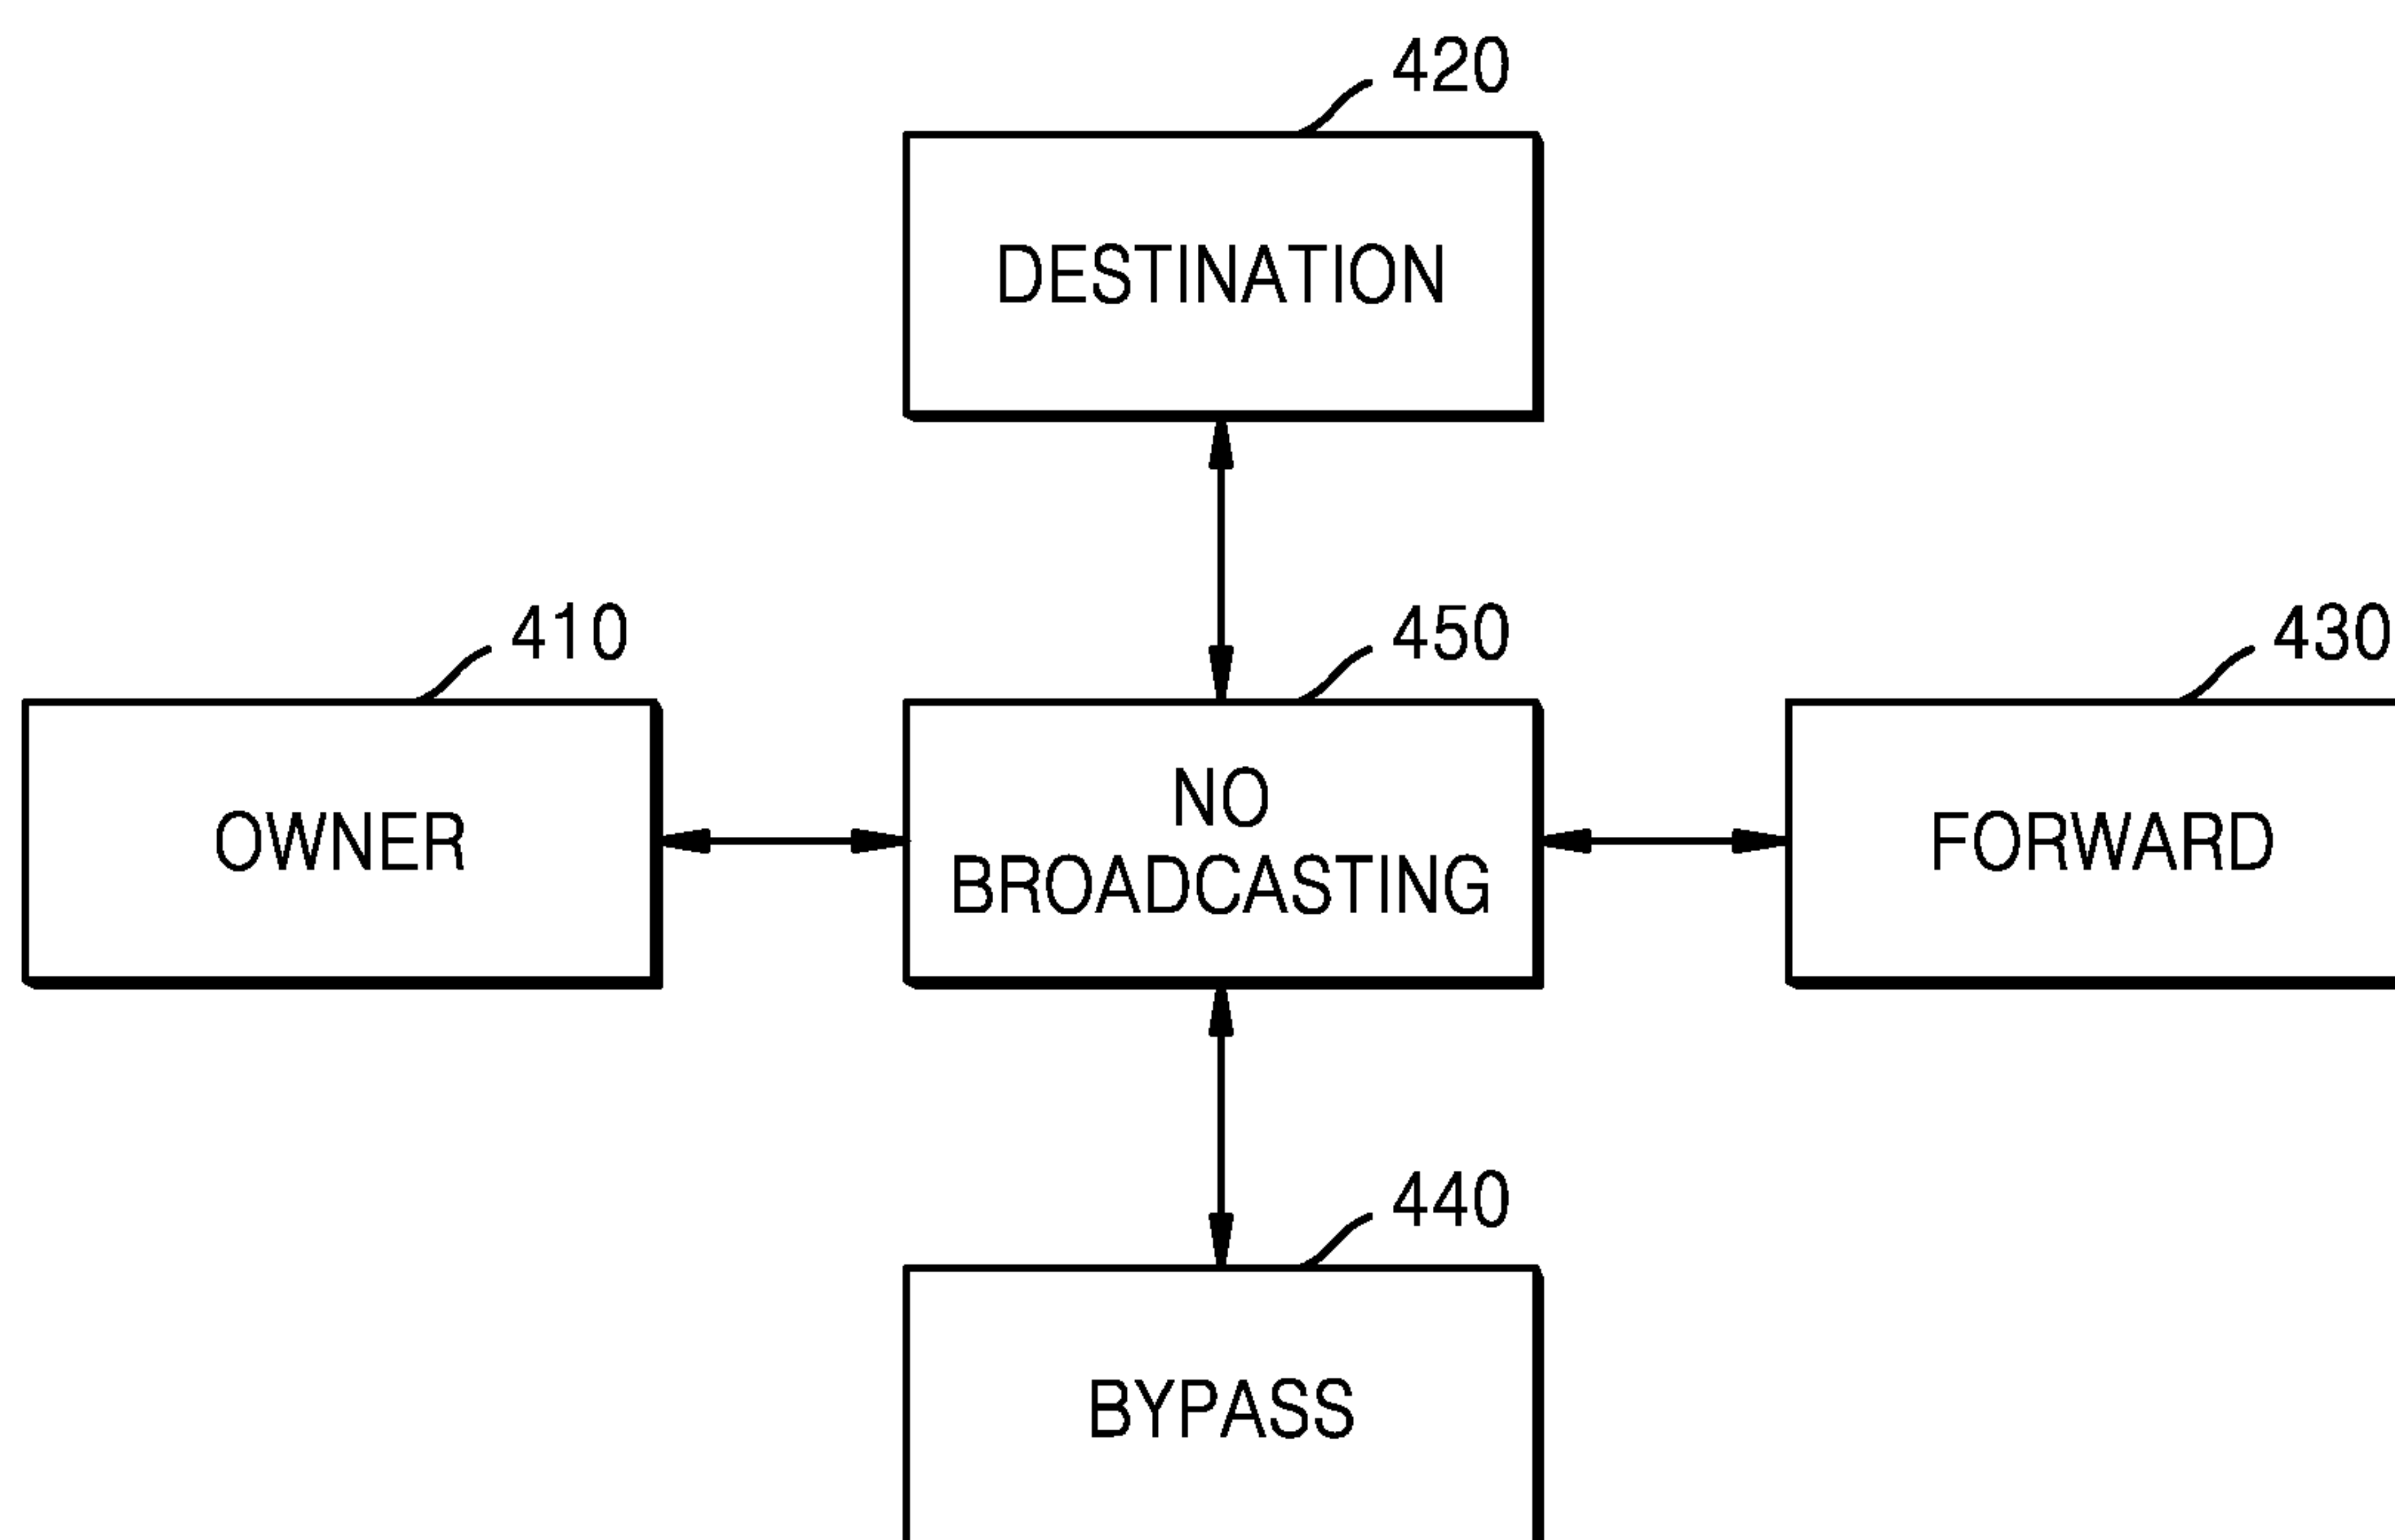 420
DESTINATION
410
450
430
OWNER
NO
BROADCASTING
FORWARD
440
BYPASS